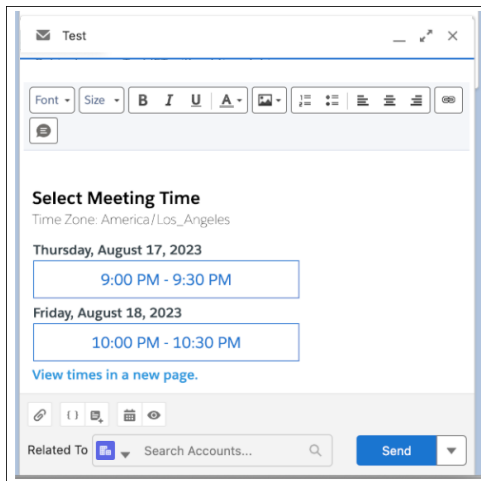 Test
Font
Size
B I U A
Select Meeting Time
Time Zone: America/Los_Angeles
Thursday, August 17, 2023
9:00 PM - 9:30 PM
Friday, August 18, 2023
10:00 PM - 10:30 PM
View times in a new page.
Related To
Search Accounts...
Send